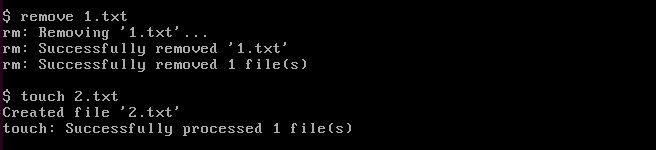 $ remove 1.txt
rm: Removing '1.txt'...
rm: Successfully removed '1.txt'
rm: Successfully removed 1 file(s)
$ touch 2.txt
Created file '2.txt'
touch: Successfully processed 1 file(s)